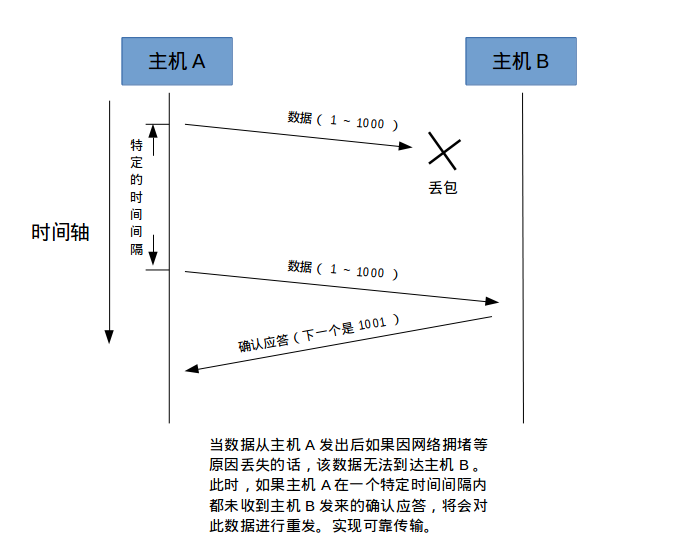 主机 A
主机 B
数据（ 1 ~ 1000 ）
特定的时间间隔
丢包
时间轴
数据（ 1 ~ 1000 ）
确认应答（下一个是 1001 ）
当数据从主机 A 发出后如果因网络拥堵等
原因丢失的话，该数据无法到达主机 B 。
此时，如果主机 A 在一个特定时间间隔内
都未收到主机 B 发来的确认应答，将会对
此数据进行重发。实现可靠传输。